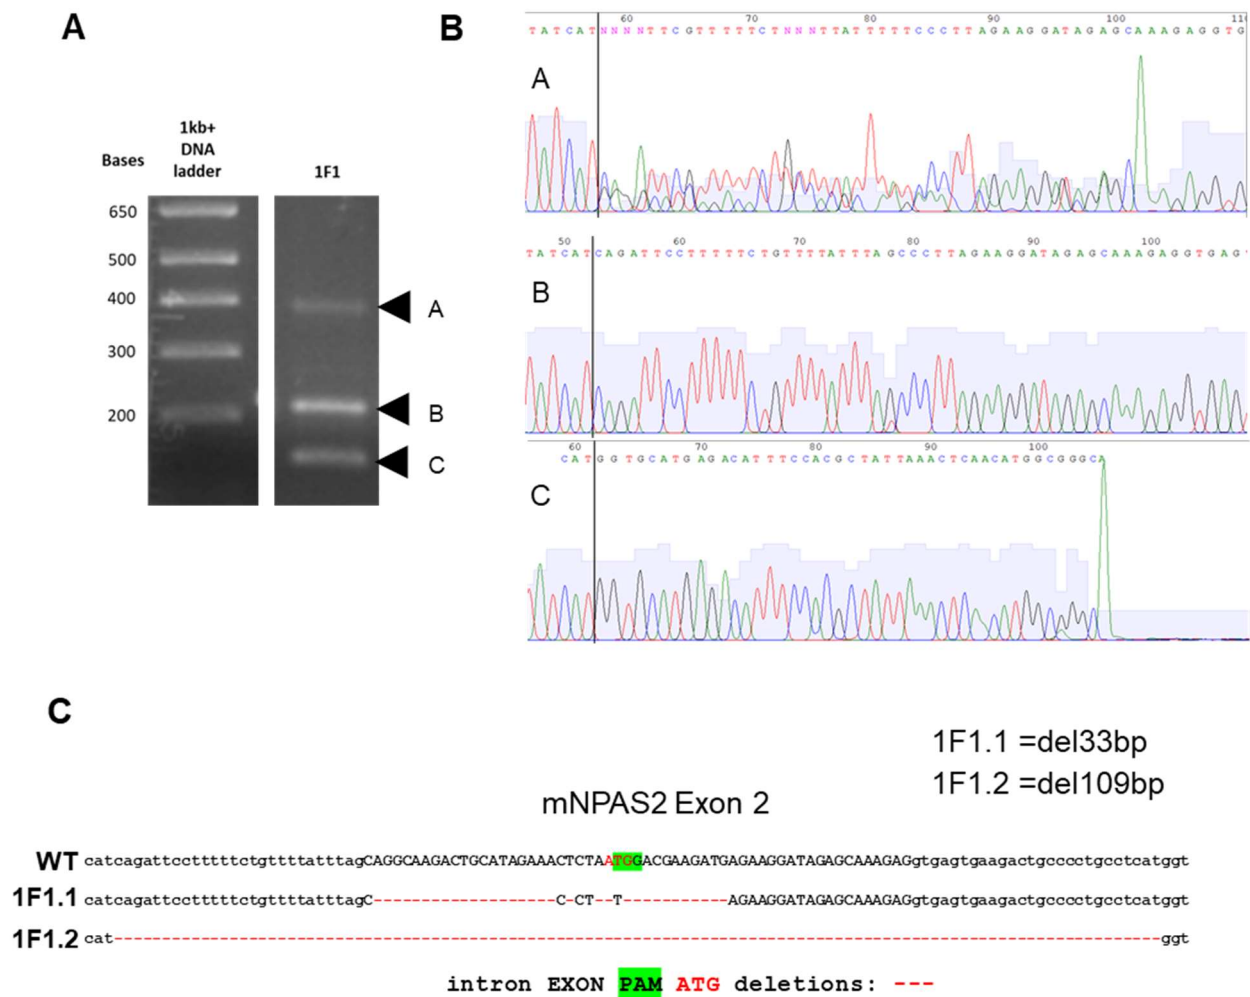 A
B
1kb+
DNA
ladder
Bases
1F1
650
500
400
300
200
A
B
C
60 70 80 90 100 110
TATCATNNNNTTCGTTTTTCTNNNTTATTTTTCCCTTAGAAGGATAGAGCAAAGAGGTG
A
50 60 70 80 90 100
TATCATCAGATTCCTTTTTCTGTTTTATTTAGCCCTTAGAAGGATAGAGCAAAGAGGTGAG
B
60 70 80 90 100
CATGGTGCATGAGACATTTCCACGCTATTAAACTCAACATGGCGGGCA
C
C
1F1.1 =del33bp
1F1.2 =del109bp
mNPAS2 Exon 2
WT catcagattcctttttctgttttatttagCAGGCAAGACTGCATAGAAACTCTAATGGACGAAGATGAGAAGGATAGAGCAAAGAGgtgagtgaagactgcccctgcctcatggt
1F1.1 catcagattcctttttctgttttatttagC------------------C-CT--T-----------AGAAGGATAGAGCAAAGAGgtgagtgaagactgcccctgcctcatggt
1F1.2 cat-------------------------------------------------------------------------------------------------------------ggt
intron EXON PAM ATG deletions: ---